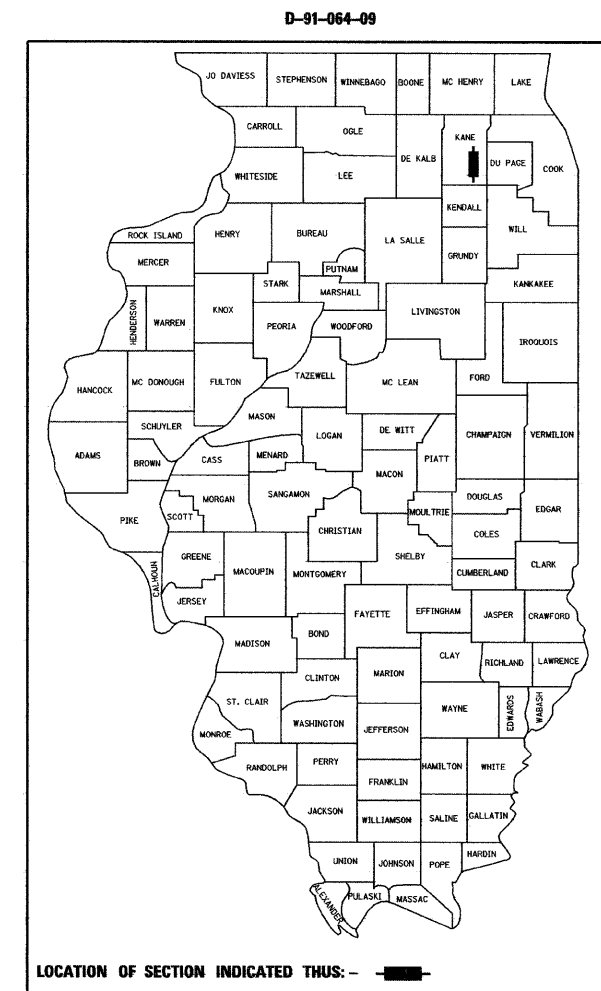 D-91-064-09
JO DAVIESS STEPHENSON WINNEBAGO BOONE MC HENRY LAKE
CARROLL OGLE KANE
DE KALB DU PAGE COOK
WHITESIDE LEE
KENDALL
ROCK ISLAND HENRY BUREAU LA SALLE WILL
MERCER PUTNAM GRUNDY
STARK MARSHALL KANKAKEE
HENDERSON WARREN KNOX PEORIA WOODFORD LIVINGSTON
IROQUOIS
HANCOCK MC DONOUGH FULTON TAZEWELL MC LEAN FORD
MASON
SCHUYLER LOGAN DE WITT CHAMPAIGN VERMILION
ADAMS BROWN CASS MENARD MACON PIATT
MORGAN SANGAMON DOUGLAS
PIKE SCOTT CHRISTIAN MOULTRIE EDGAR
COLES
GREENE MACOUPIN MONTGOMERY SHELBY
CALHOUN CUMBERLAND CLARK
JERSEY FAYETTE EFFINGHAM JASPER CRAWFORD
MADISON BOND
CLAY RICHLAND LAWRENCE
CLINTON MARION
ST. CLAIR WAYNE EDWARDS WABASH
WASHINGTON JEFFERSON
MONROE
RANDOLPH PERRY HAMILTON WHITE
FRANKLIN
JACKSON WILLIAMSON SALINE GALLATIN
UNION JOHNSON POPE HARDIN
ALEXANDER PULASKI MASSAC
LOCATION OF SECTION INDICATED THUS: -